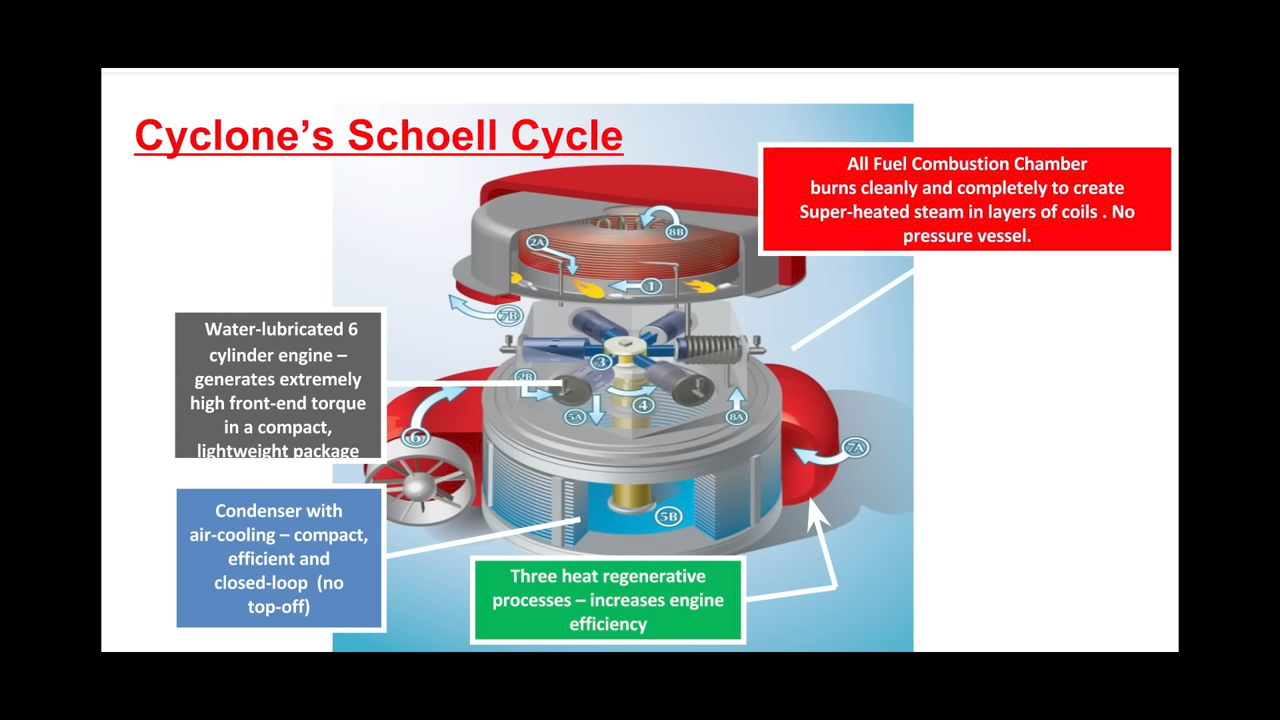 Cyclone’s Schoell Cycle
All Fuel Combustion Chamber
burns cleanly and completely to create
Super-heated steam in layers of coils . No
pressure vessel.
2A
8B
1
7B
Water-lubricated 6
cylinder engine –
generates extremely
high front-end torque
in a compact,
lightweight package
3
2B
4
5A
8A
6
7A
5B
Condenser with
air-cooling – compact,
efficient and
closed-loop (no
top-off)
Three heat regenerative
processes – increases engine
efficiency